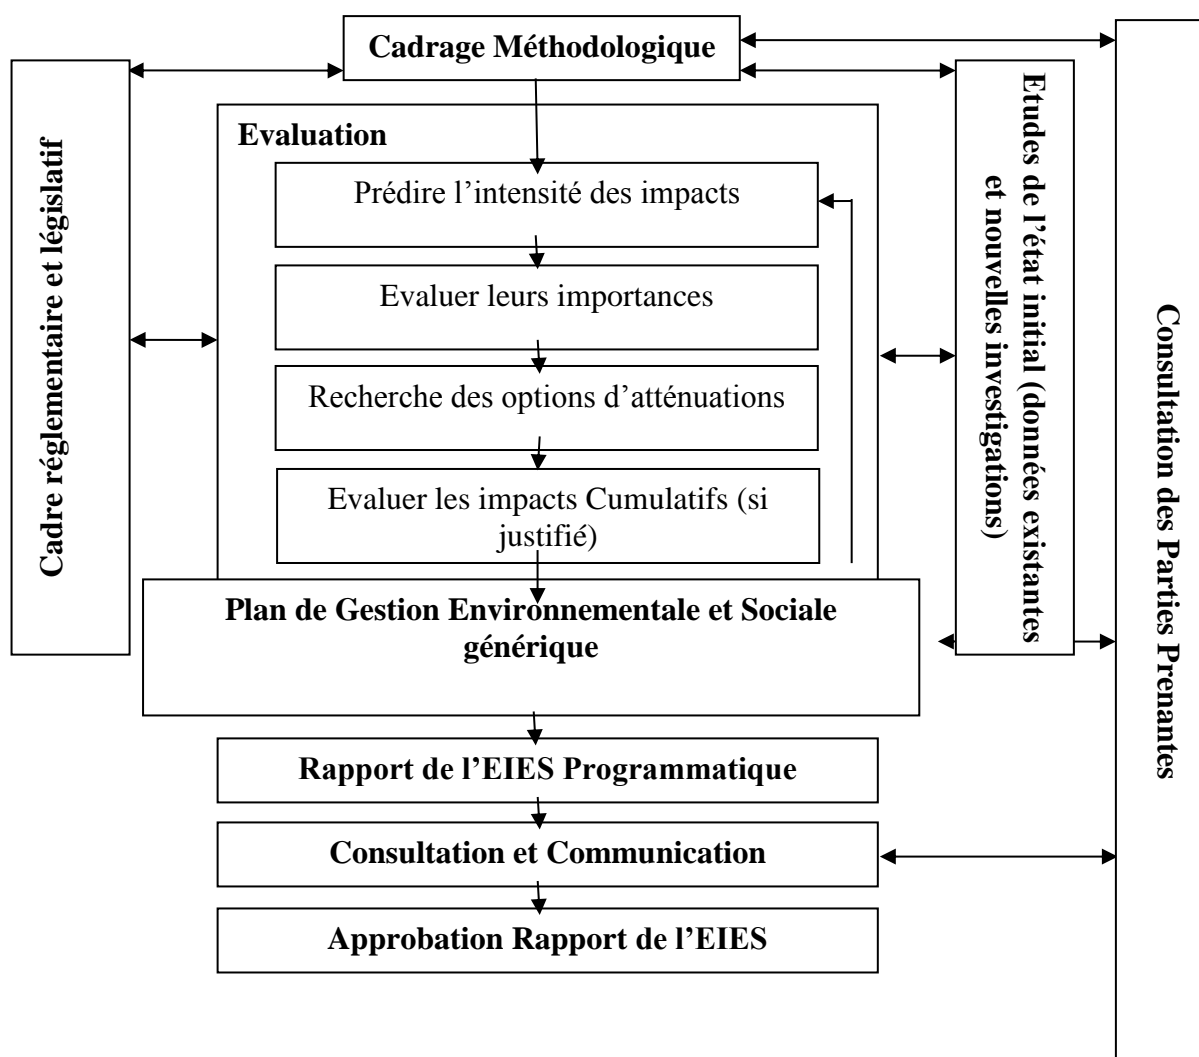 Cadrage Méthodologique
Cadre réglementaire et législatif
Evaluation
Prédire l'intensité des impacts
Evaluer leurs importances
Recherche des options d'atténuations
Evaluer les impacts Cumulatifs (si
justifié)
Plan de Gestion Environnementale et Sociale
générique
Rapport de l'EIES Programmatique
Consultation et Communication
Approbation Rapport de l'EIES
Etudes de l'état initial (données existantes
et nouvelles investigations)
Consultation des Parties Prenantes